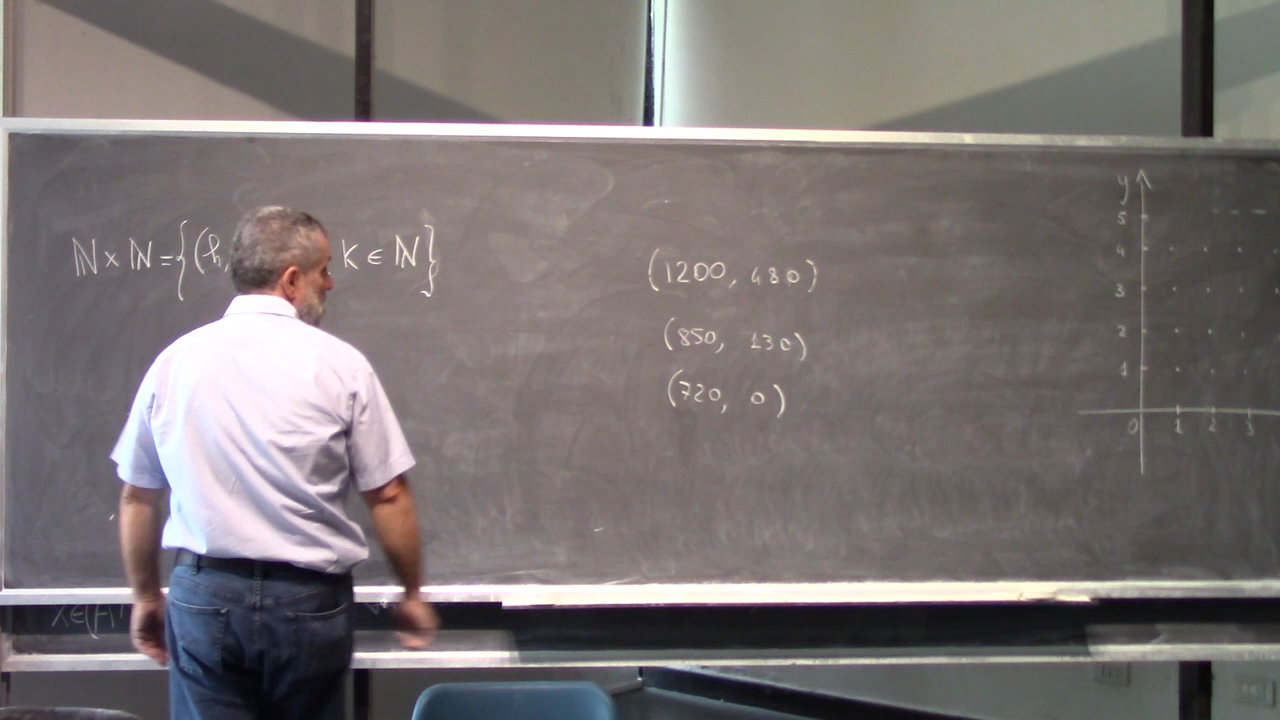 ℕ × ℕ = {(h, K ∈ ℕ}
(1200, 480)
(850, 130)
(720, 0)
y
5
4
3
2
1
0 1 2 3